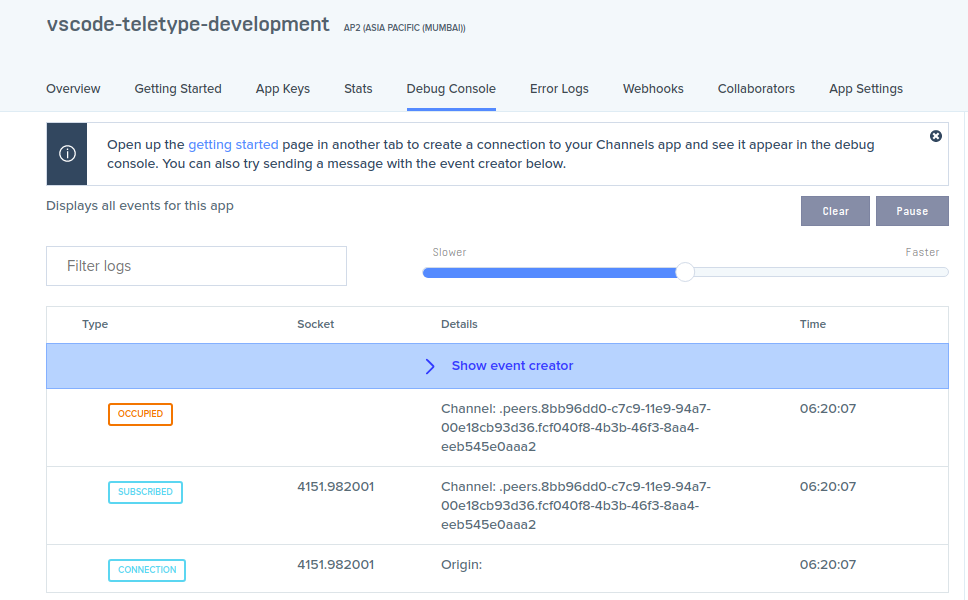 vscode-teletype-development AP2 (ASIA PACIFIC (MUMBAI))
Overview Getting Started App Keys Stats Debug Console Error Logs Webhooks Collaborators App Settings
Open up the getting started page in another tab to create a connection to your Channels app and see it appear in the debug
console. You can also try sending a message with the event creator below.
Displays all events for this app
Clear Pause
Slower Faster
Filter logs
Type Socket Details Time
Show event creator
OCCUPIED Channel: .peers.8bb96dd0-c7c9-11e9-94a7- 06:20:07
00e18cb93d36.fcf040f8-4b3b-46f3-8aa4-
eeb545e0aaa2
SUBSCRIBED 4151.982001 Channel: .peers.8bb96dd0-c7c9-11e9-94a7- 06:20:07
00e18cb93d36.fcf040f8-4b3b-46f3-8aa4-
eeb545e0aaa2
CONNECTION 4151.982001 Origin: 06:20:07